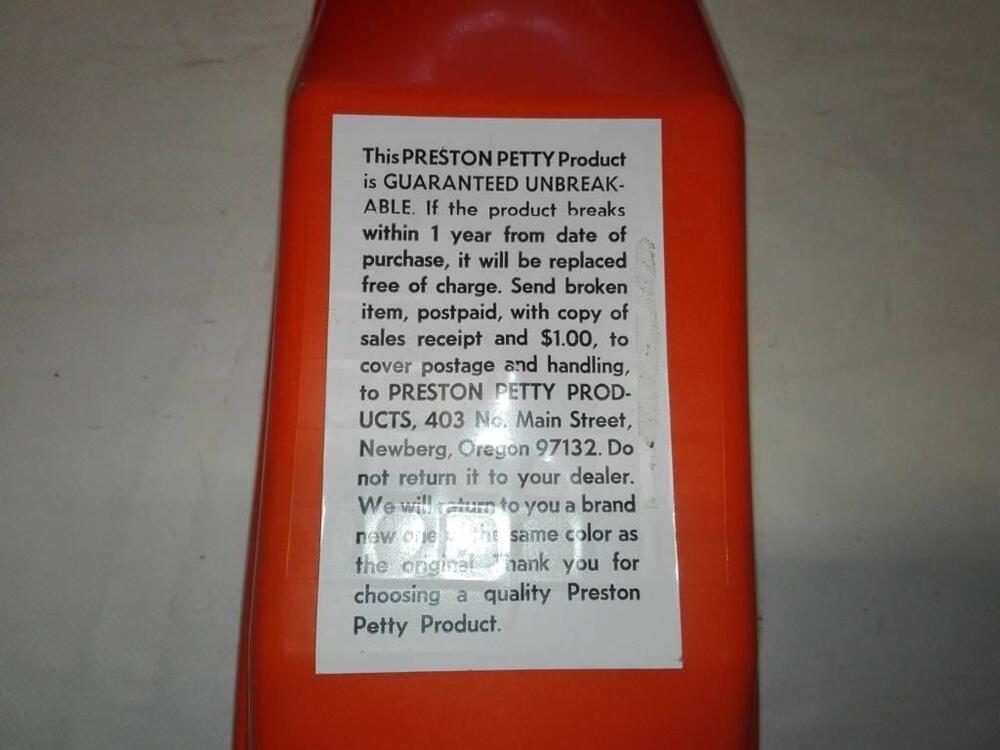 This PRESTON PETTY Product
is GUARANTEED UNBREAK-
ABLE. If the product breaks
within 1 year from date of
purchase, it will be replaced
free of charge. Send broken
item, postpaid, with copy of
sales receipt and $1.00, to
cover postage and handling,
to PRESTON PETTY PROD-
UCTS, 403 No. Main Street,
Newberg, Oregon 97132. Do
not return it to your dealer.
We will return to you a brand
new one the same color as
the original Thank you for
choosing a quality Preston
Petty Product.